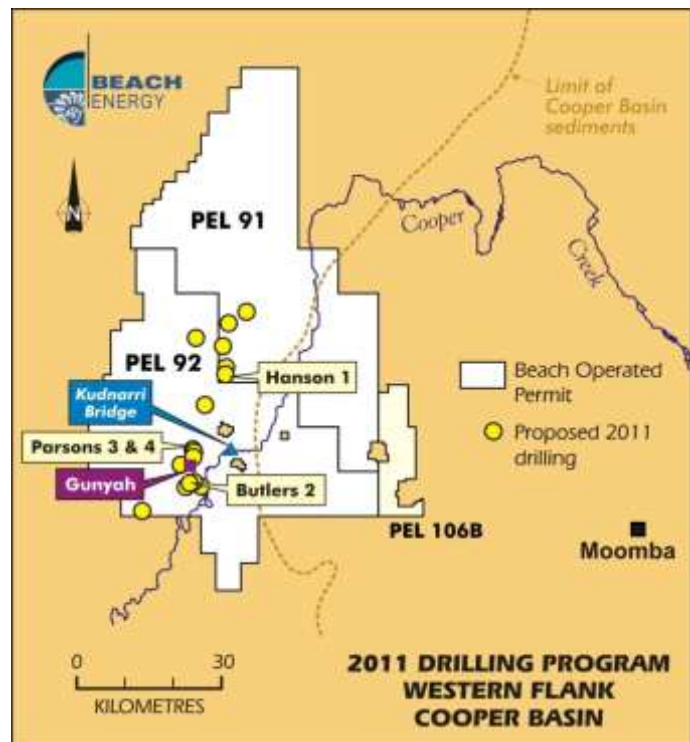 BEACH
ENERGY
Limit of
Cooper Basin
sediments
N
PEL 91
Cooper
Creek
PEL 92
Hanson 1
Beach Operated
Permit
Kudnarri
Bridge
Proposed 2011
drilling
Parsons 3 & 4
Gunyah
Butlers 2
PEL 106B
Moomba
0 30
KILOMETRES
2011 DRILLING PROGRAM
WESTERN FLANK
COOPER BASIN